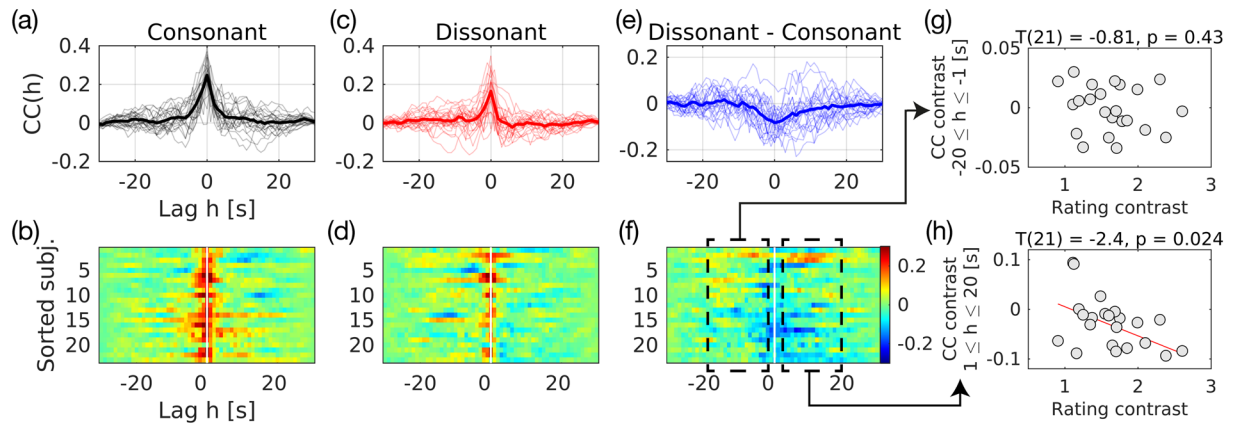 (a)
Consonant
0.4
0.2
0
-0.2
CC(h)
-20
0
20
Lag h [s]
(c)
Dissonant
0.4
0.2
0
-0.2
-20
0
20
(e)
Dissonant - Consonant
0.2
0
-0.2
-20
0
20
(g)
T(21) = -0.81, p = 0.43
0.05
0
-0.05
CC contrast
-20 ≤ h ≤ -1 [s]
1
2
3
Rating contrast
(b)
Sorted subj.
5
10
15
20
-20
0
20
Lag h [s]
(d)
5
10
15
20
-20
0
20
(f)
5
10
15
20
-20
0
20
0.2
0
-0.2
(h)
T(21) = -2.4, p = 0.024
0.1
0
-0.1
CC contrast
1 ≤ h ≤ 20 [s]
1
2
3
Rating contrast